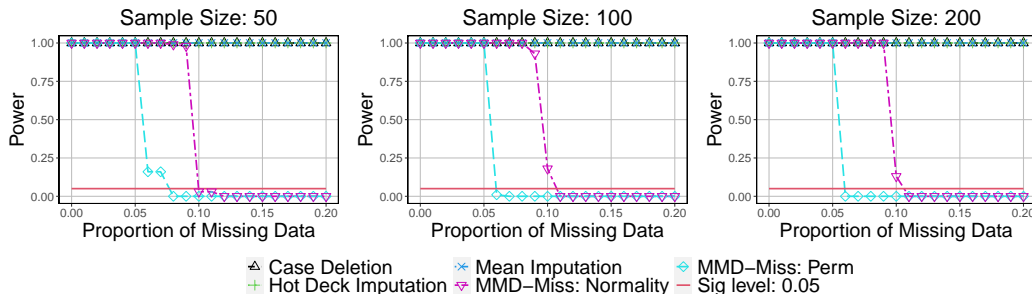 Sample Size: 50
Sample Size: 100
Sample Size: 200
Power
1.00
0.75
0.50
0.25
0.00
0.00 0.05 0.10 0.15 0.20
Proportion of Missing Data
Power
1.00
0.75
0.50
0.25
0.00
0.00 0.05 0.10 0.15 0.20
Proportion of Missing Data
Power
1.00
0.75
0.50
0.25
0.00
0.00 0.05 0.10 0.15 0.20
Proportion of Missing Data
Case Deletion Mean Imputation MMD-Miss: Perm
Hot Deck Imputation MMD-Miss: Normality Sig level: 0.05